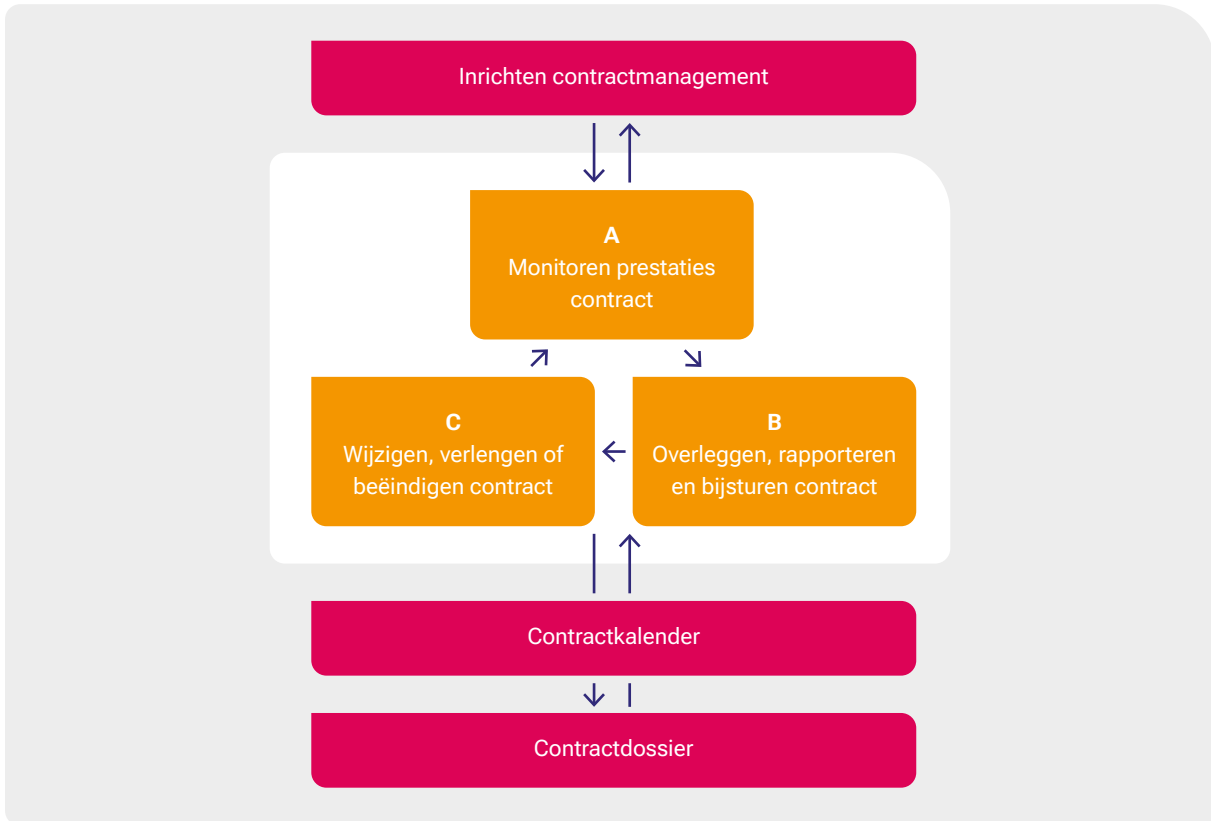 Inrichten contractmanagement
A
Monitoren prestaties
contract
C
Wijzigen, verlengen of
beëindigen contract
B
Overleggen, rapporteren
en bijsturen contract
Contractkalender
Contractdossier